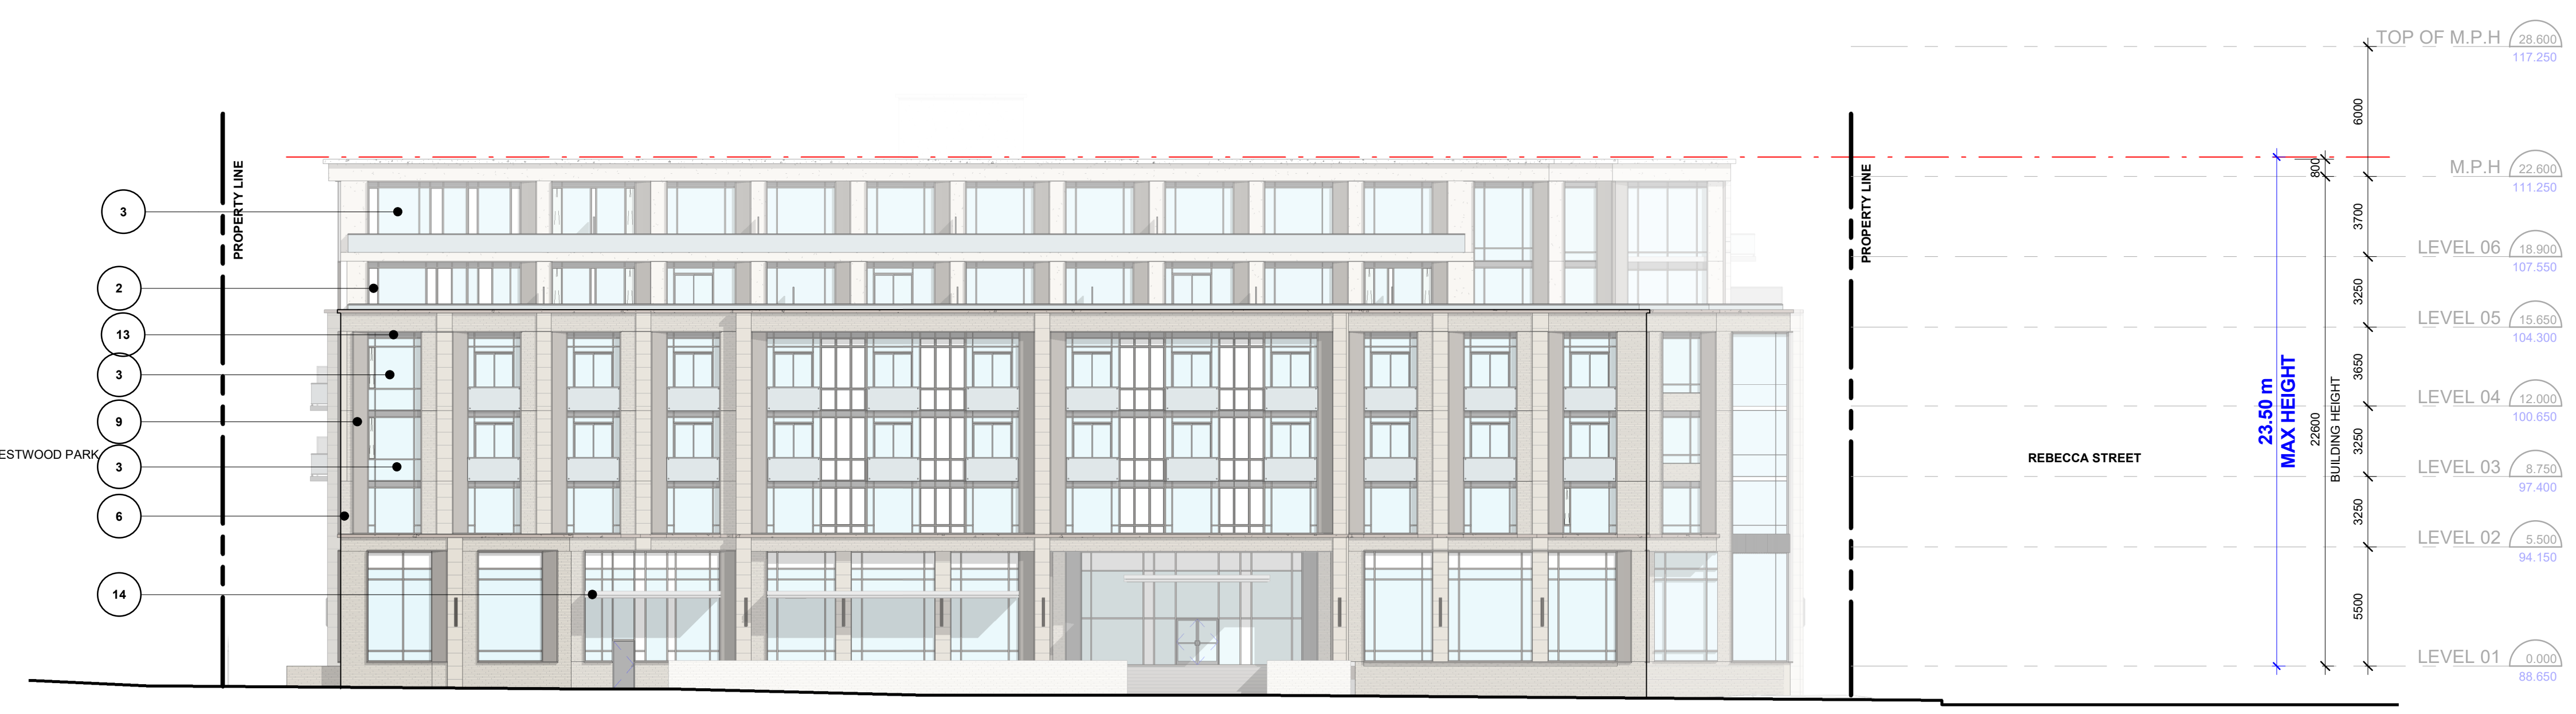 TOP OF M.P.H
28.600
117.250
6000
M.P.H
22.600
111.250
800
3700
LEVEL 06
18.900
107.550
3250
LEVEL 05
15.650
104.300
3650
LEVEL 04
12.000
100.650
3250
LEVEL 03
8.750
97.400
3250
LEVEL 02
5.500
94.150
5500
LEVEL 01
0.000
88.650
23.50 m
MAX HEIGHT
22600
BUILDING HEIGHT
PROPERTY LINE
PROPERTY LINE
REBECCA STREET
ESTWOOD PARK
3
2
13
3
9
3
6
14